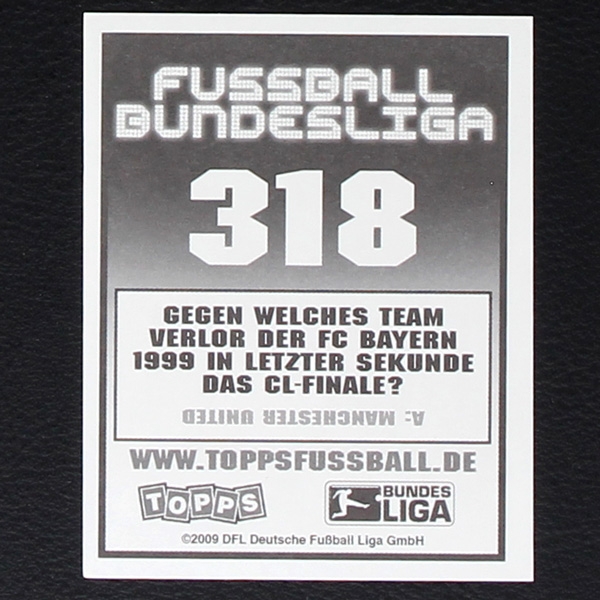 FUSSBALL
BUNDESLIGA
318
GEGEN WELCHES TEAM
VERLOR DER FC BAYERN
1999 IN LETZTER SEKUNDE
DAS CL-FINALE?
A: MANCHESTER UNITED
WWW.TOPPSFUSSBALL.DE
TOPPS
BUNDES
LIGA
©2009 DFL Deutsche Fußball Liga GmbH